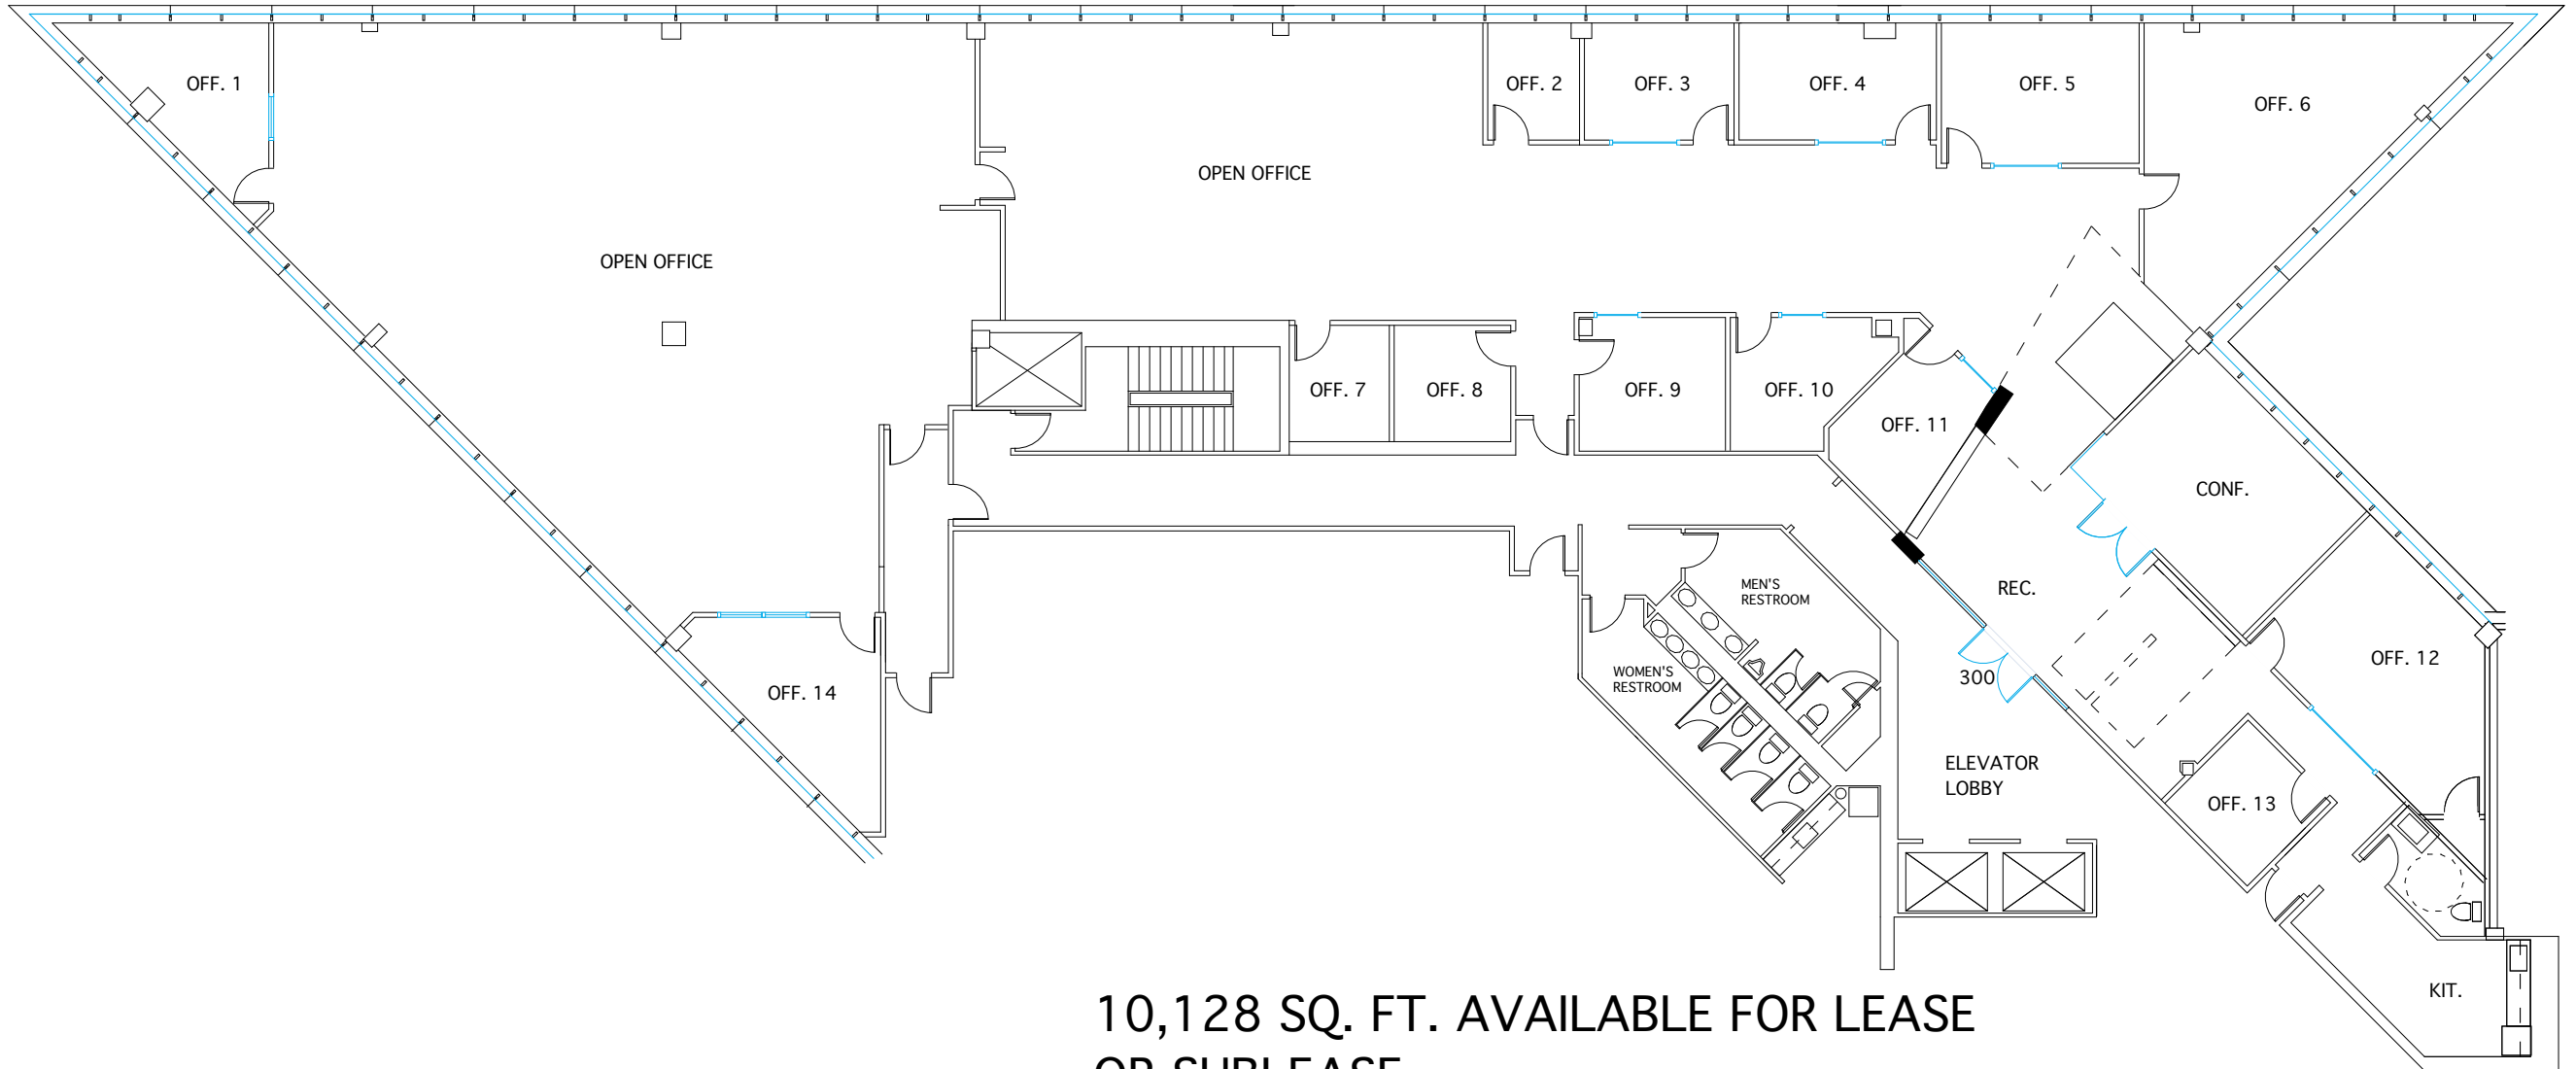 OFF. 1
OFF. 2
OFF. 3
OFF. 4
OFF. 5
OFF. 6
OPEN OFFICE
OPEN OFFICE
OFF. 7
OFF. 8
OFF. 9
OFF. 10
OFF. 11
CONF.
REC.
MEN'S
RESTROOM
WOMEN'S
RESTROOM
300
OFF. 12
OFF. 14
ELEVATOR
LOBBY
OFF. 13
KIT.
10,128 SQ. FT. AVAILABLE FOR LEASE
OR SUBLEASE